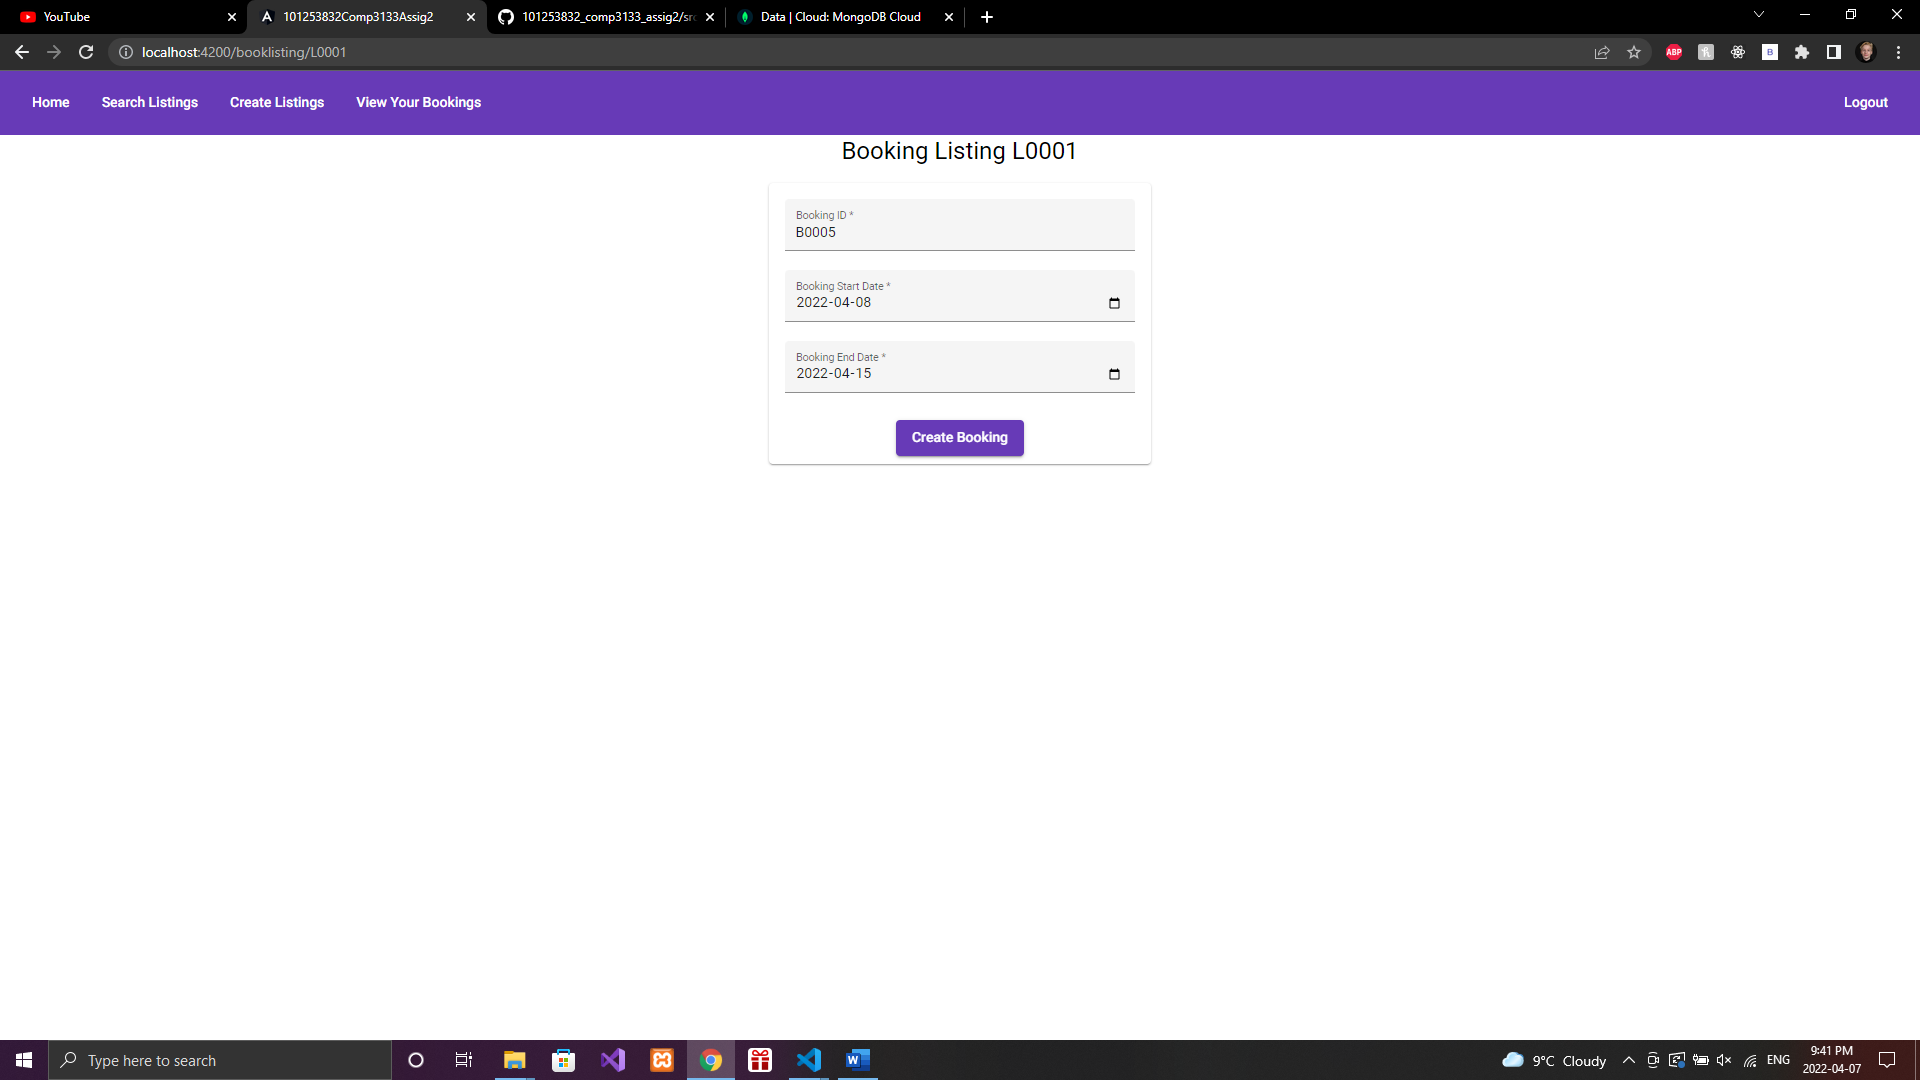 YouTube
101253832Comp3133Assig2
101253832_comp3133_assig2/src
Data | Cloud: MongoDB Cloud
localhost:4200/booklisting/L0001
ABP
B
Home
Search Listings
Create Listings
View Your Bookings
Logout
Booking Listing L0001
Booking ID *
B0005
Booking Start Date *
2022-04-08
Booking End Date *
2022-04-15
Create Booking
Type here to search
W
9°C Cloudy
ENG
9:41 PM
2022-04-07